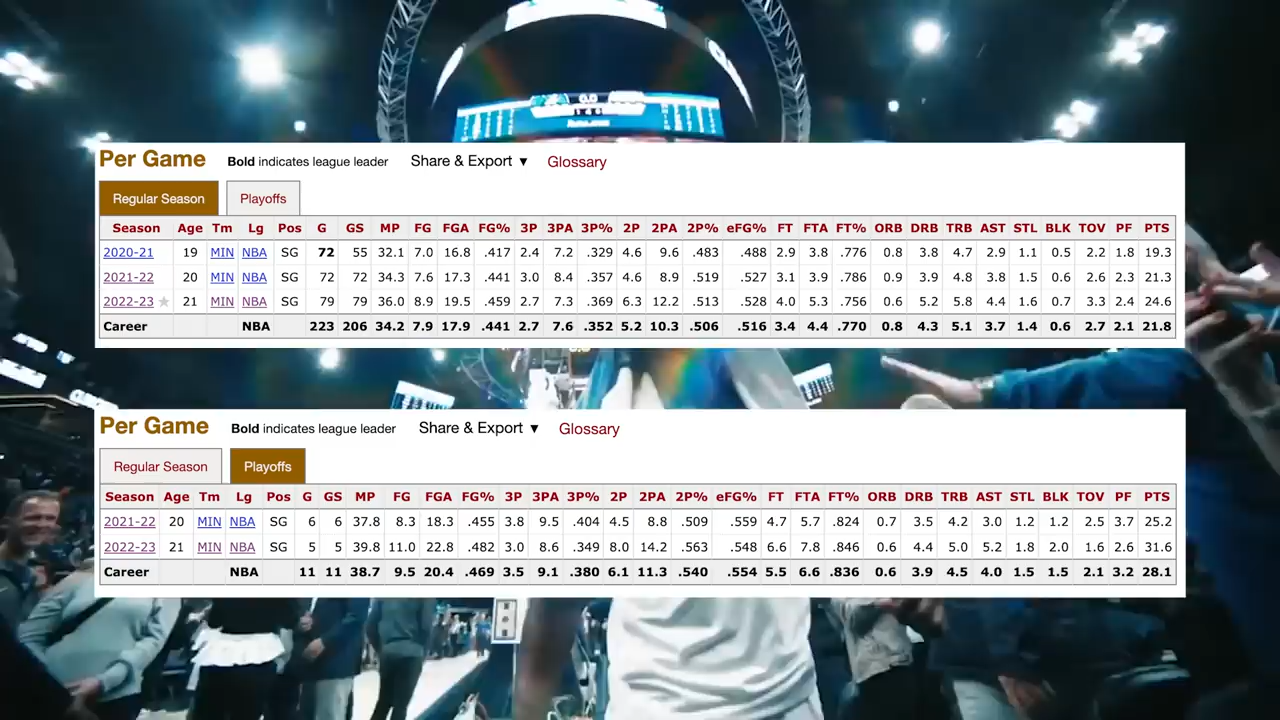 Per Game Bold indicates league leader Share & Export ▼ Glossary
Regular Season Playoffs
Season Age Tm Lg Pos G GS MP FG FGA FG% 3P 3PA 3P% 2P 2PA 2P% eFG% FT FTA FT% ORB DRB TRB AST STL BLK TOV PF PTS
2020-21 19 MIN NBA SG 72 55 32.1 7.0 16.8 .417 2.4 7.2 .329 4.6 9.6 .483 .488 2.9 3.8 .776 0.8 3.8 4.7 2.9 1.1 0.5 2.2 1.8 19.3
2021-22 20 MIN NBA SG 72 72 34.3 7.6 17.3 .441 3.0 8.4 .357 4.6 8.9 .519 .527 3.1 3.9 .786 0.9 3.9 4.8 3.8 1.5 0.6 2.6 2.3 21.3
2022-23 ★ 21 MIN NBA SG 79 79 36.0 8.9 19.5 .459 2.7 7.3 .369 6.3 12.2 .513 .528 4.0 5.3 .756 0.6 5.2 5.8 4.4 1.6 0.7 3.3 2.4 24.6
Career NBA 223 206 34.2 7.9 17.9 .441 2.7 7.6 .352 5.2 10.3 .506 .516 3.4 4.4 .770 0.8 4.3 5.1 3.7 1.4 0.6 2.7 2.1 21.8
Per Game Bold indicates league leader Share & Export ▼ Glossary
Regular Season Playoffs
Season Age Tm Lg Pos G GS MP FG FGA FG% 3P 3PA 3P% 2P 2PA 2P% eFG% FT FTA FT% ORB DRB TRB AST STL BLK TOV PF PTS
2021-22 20 MIN NBA SG 6 6 37.8 8.3 18.3 .455 3.8 9.5 .404 4.5 8.8 .509 .559 4.7 5.7 .824 0.7 3.5 4.2 3.0 1.2 1.2 2.5 3.7 25.2
2022-23 21 MIN NBA SG 5 5 39.8 11.0 22.8 .482 3.0 8.6 .349 8.0 14.2 .563 .548 6.6 7.8 .846 0.6 4.4 5.0 5.2 1.8 2.0 1.6 2.6 31.6
Career NBA 11 11 38.7 9.5 20.4 .469 3.5 9.1 .380 6.1 11.3 .540 .554 5.5 6.6 .836 0.6 3.9 4.5 4.0 1.5 1.5 2.1 3.2 28.1